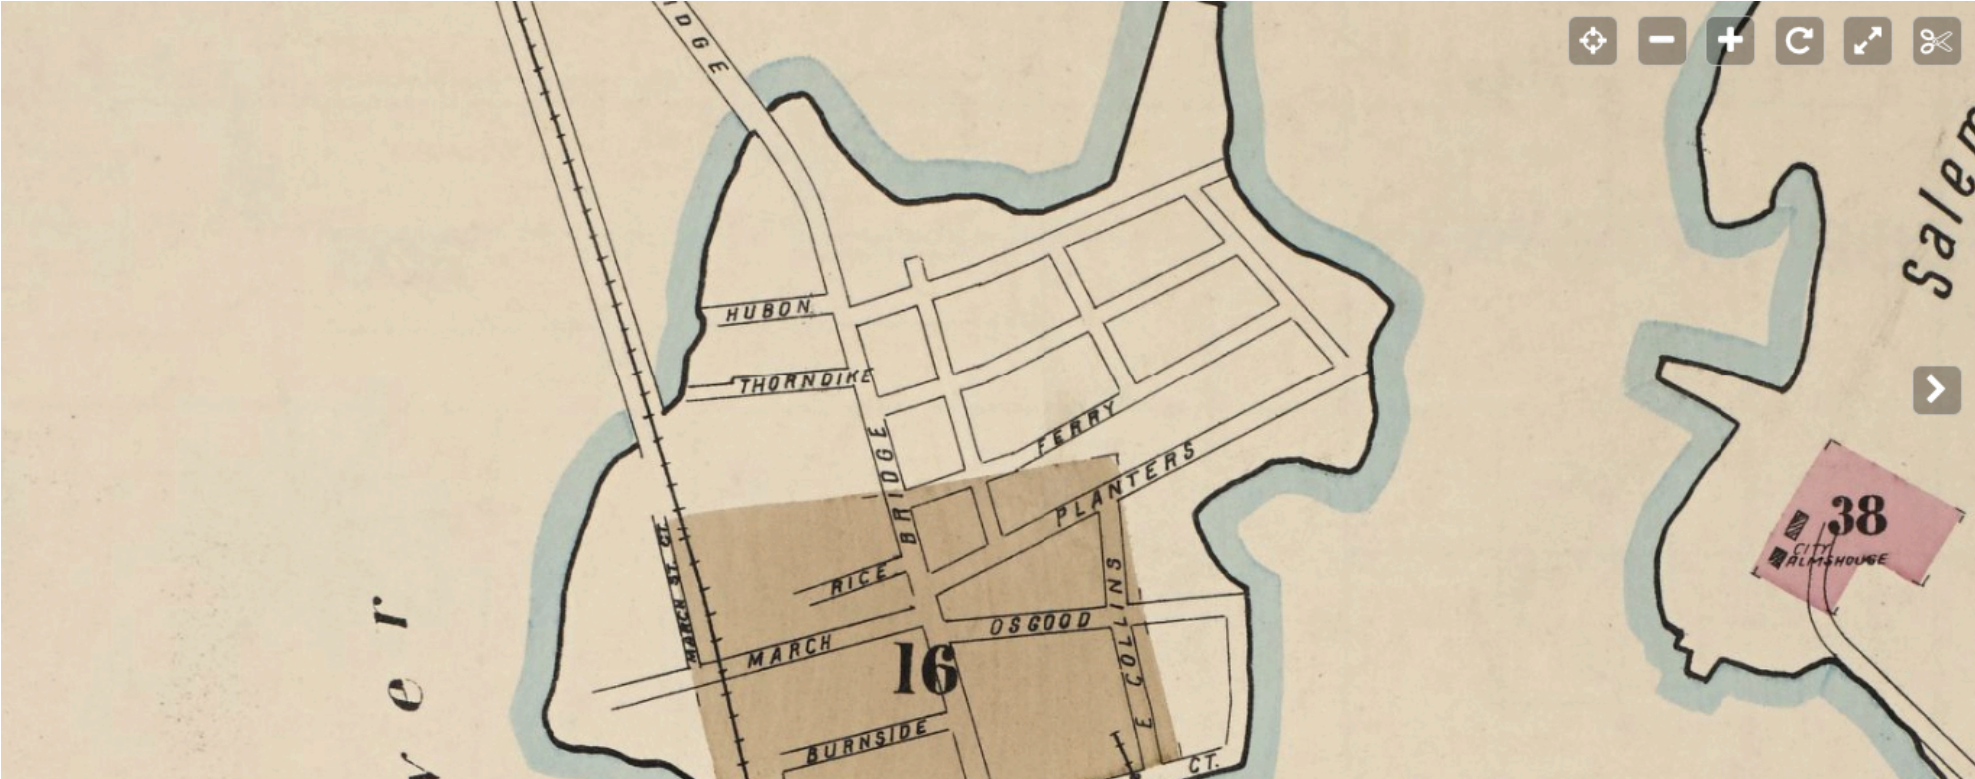 IDGE
Salem
HUBON
THORNDIKE
BRIDGE
FERRY
PLANTERS
38
CITY
ALMSHOUSE
MARCH ST. CT.
RICE
MARCH
OSGOOD
E COLLINS
16
ver
BURNSIDE
CT.